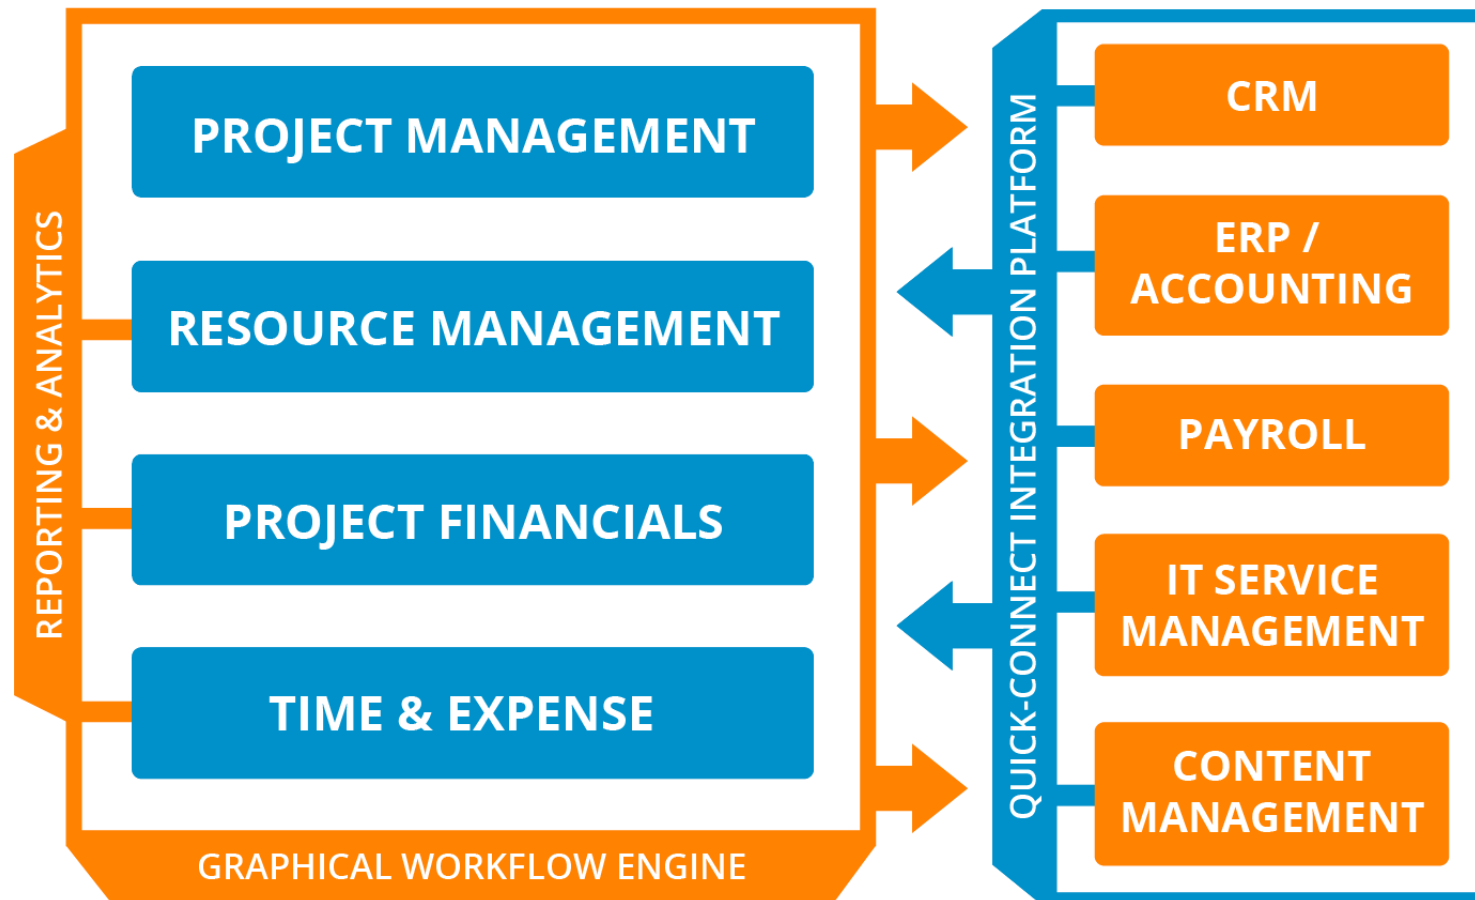 REPORTING & ANALYTICS
PROJECT MANAGEMENT
RESOURCE MANAGEMENT
PROJECT FINANCIALS
TIME & EXPENSE
GRAPHICAL WORKFLOW ENGINE
QUICK-CONNECT INTEGRATION PLATFORM
CRM
ERP /
ACCOUNTING
PAYROLL
IT SERVICE
MANAGEMENT
CONTENT
MANAGEMENT